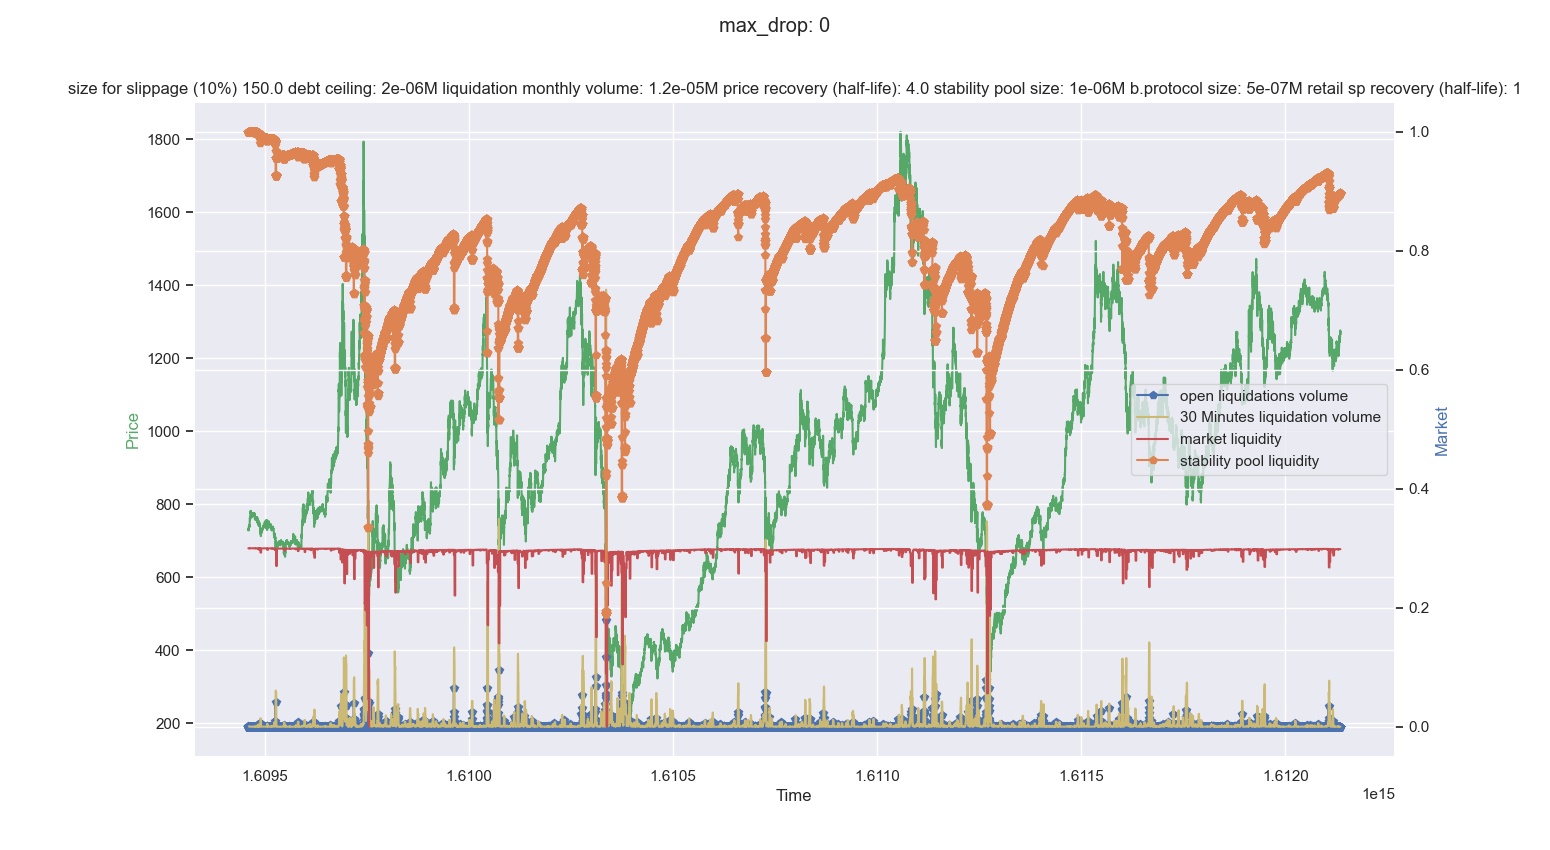 max_drop: 0
size for slippage (10%) 150.0 debt ceiling: 2e-06M liquidation monthly volume: 1.2e-05M price recovery (half-life): 4.0 stability pool size: 1e-06M b.protocol size: 5e-07M retail sp recovery (half-life): 1
1800
1600
1400
1200
1000
800
600
400
200
Price
1.0
0.8
0.6
0.4
0.2
0.0
Market
open liquidations volume
30 Minutes liquidation volume
market liquidity
stability pool liquidity
1.6095
1.6100
1.6105
1.6110
1.6115
1.6120
Time
1e15